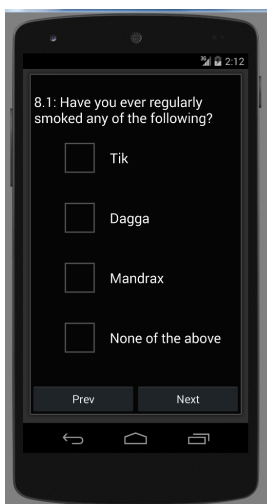 3G 2:12
8.1: Have you ever regularly
smoked any of the following?
Tik
Dagga
Mandrax
None of the above
Prev Next